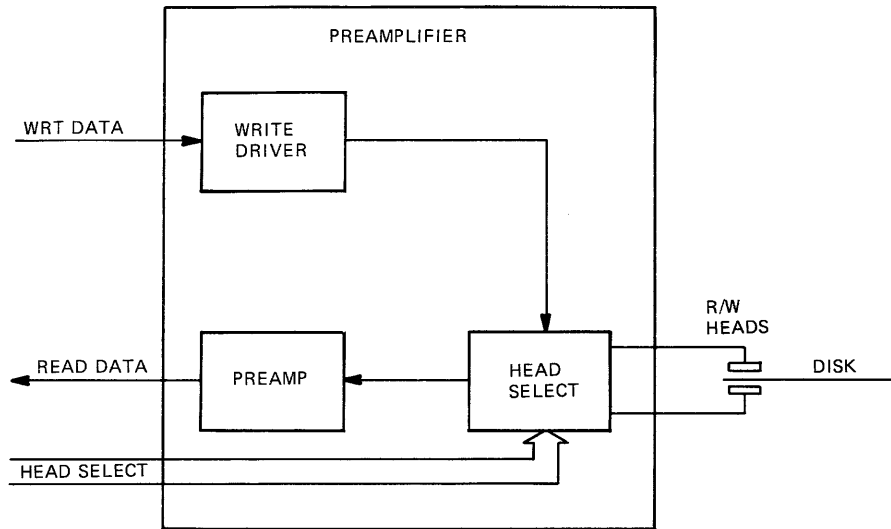 PREAMPLIFIER
WRT DATA
WRITE
DRIVER
R/W
HEADS
READ DATA
PREAMP
HEAD
SELECT
DISK
HEAD SELECT